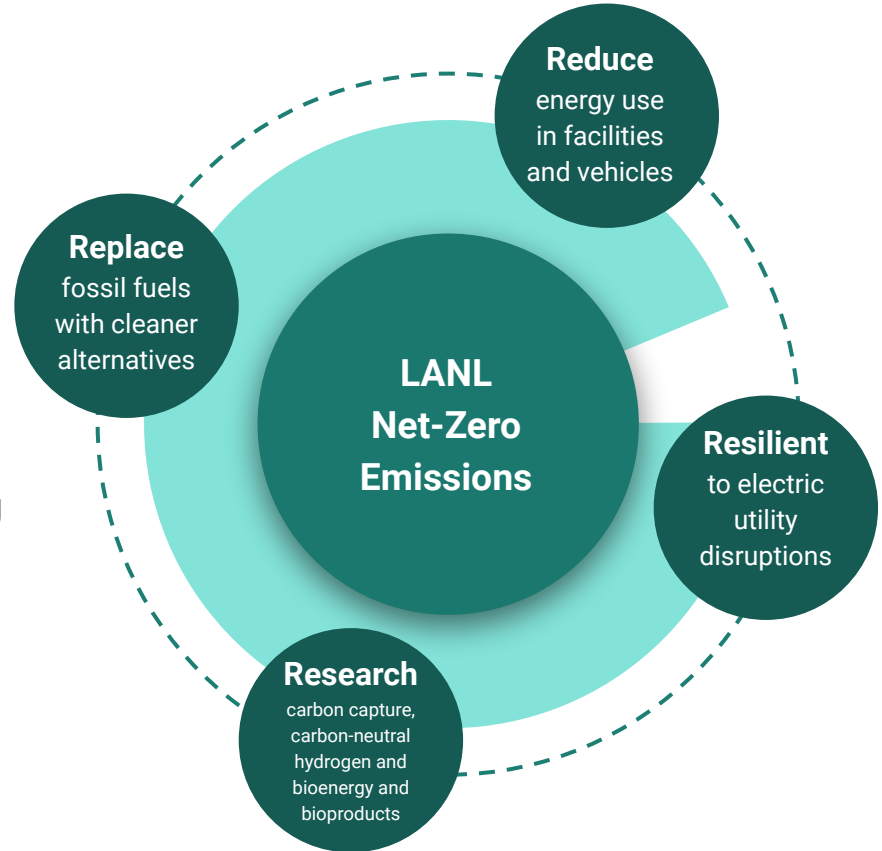 Reduce
energy use
in facilities
and vehicles
Replace
fossil fuels
with cleaner
alternatives
LANL
Net-Zero
Emissions
Resilient
to electric
utility
disruptions
Research
carbon capture,
carbon-neutral
hydrogen and
bioenergy and
bioproducts